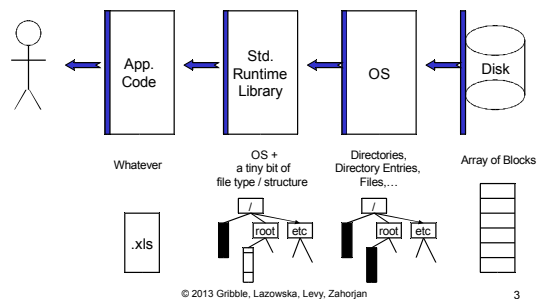 App.
Code
Std.
Runtime
Library
OS
Disk
Whatever
OS +
a tiny bit of
file type / structure
Directories,
Directory Entries,
Files,…
Array of Blocks
.xls
/
root
etc
/
root
etc
© 2013 Gribble, Lazowska, Levy, Zahorjan
3